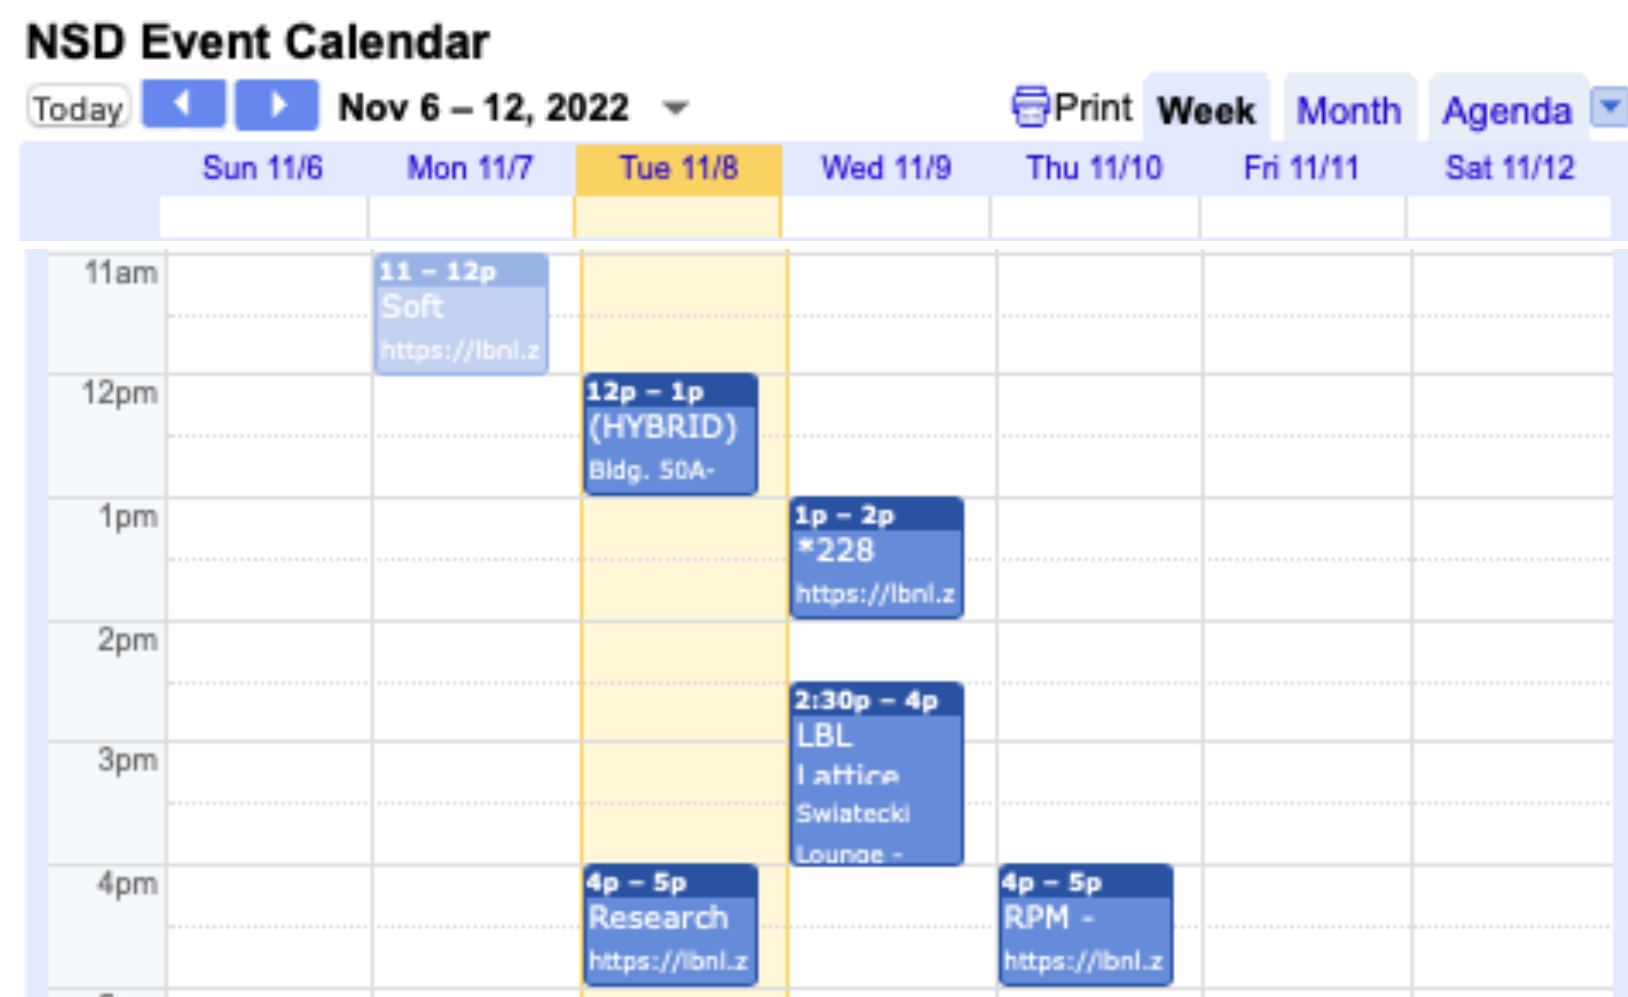 NSD Event Calendar
Today
Nov 6 – 12, 2022
Print
Week
Month
Agenda
Sun 11/6
Mon 11/7
Tue 11/8
Wed 11/9
Thu 11/10
Fri 11/11
Sat 11/12
11am
11 – 12p
Soft
https://lbnl.z
12pm
12p – 1p
(HYBRID)
Bldg. 50A-
1pm
1p – 2p
*228
https://lbnl.z
2pm
2:30p – 4p
LBL
Lattice
3pm
Swiatecki
Lounge -
4pm
4p – 5p
Research
https://lbnl.z
4p – 5p
RPM -
https://lbnl.z